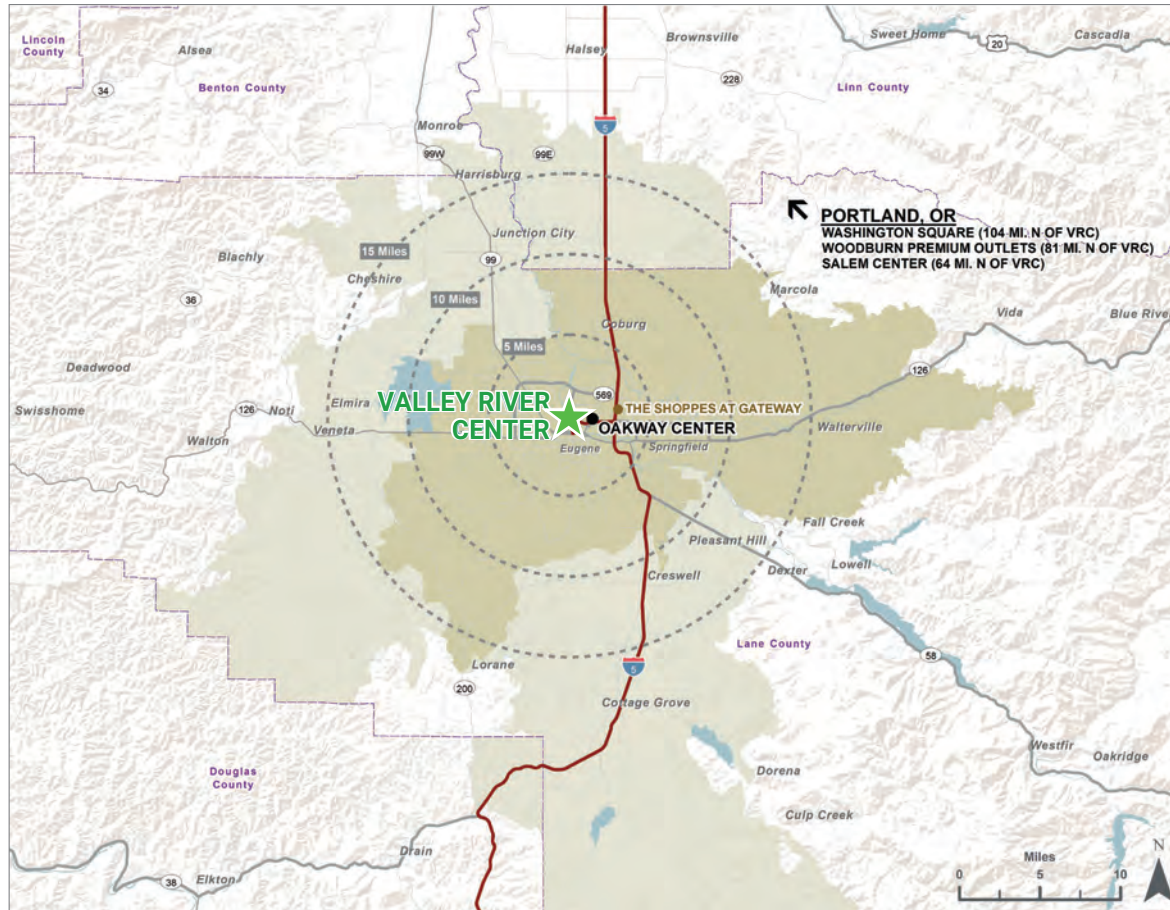 Lincoln
County
Alsea
34
Benton County
Halsey
Brownsville
228
Sweet Home
20
Cascadia
Linn County
Monroe
99W
99E
5
Harrisburg
Junction City
99
15 Miles
10 Miles
5 Miles
PORTLAND, OR
WASHINGTON SQUARE (104 MI. N OF VRC)
WOODBURN PREMIUM OUTLETS (81 MI. N OF VRC)
SALEM CENTER (64 MI. N OF VRC)
Blachly
Cheshire
36
Marcola
Coburg
Vida
Blue River
Deadwood
126
Swisshome
Noti
Elmira
126
Walton
Veneta
VALLEY RIVER
CENTER
569
THE SHOPPES AT GATEWAY
OAKWAY CENTER
Eugene
Springfield
Walterville
Fall Creek
Pleasant Hill
Lowell
Dexter
Creswell
Lane County
58
Lorane
200
5
Cottage Grove
Westfir
Oakridge
Douglas
County
Dorena
Culp Creek
Drain
38
Elkton
Miles
0
5
10
N